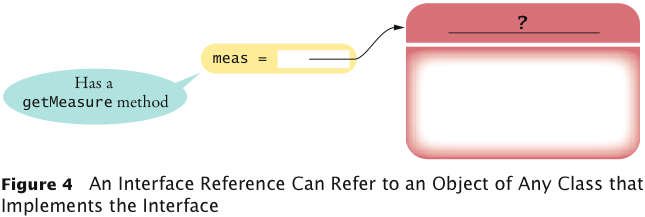 ?
meas =
Has a
getMeasure method
Figure 4 An Interface Reference Can Refer to an Object of Any Class that
Implements the Interface